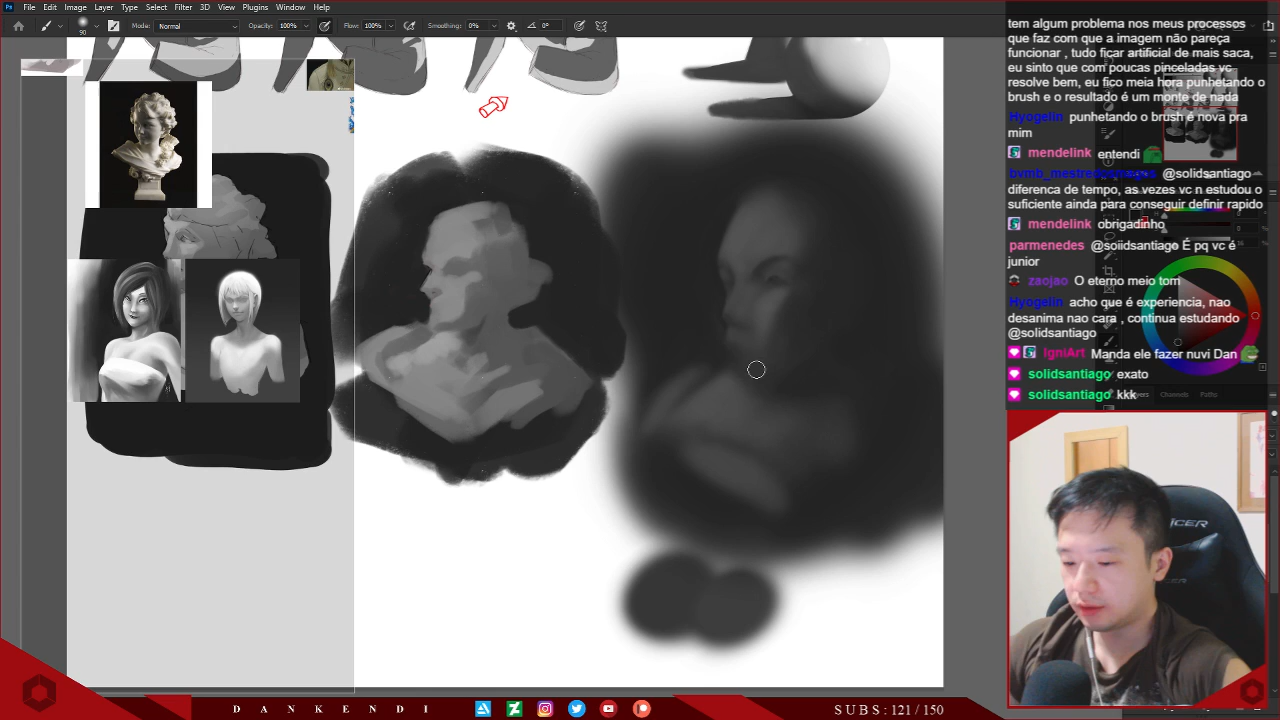 File Edit Image Layer Type Select Filter 3D View Plugins Window Help
90 Mode: Normal Opacity: 100% Flow: 100% Smoothing: 0% 0°
tem algum problema nos meus processos
que faz com que a imagem não pareça
funcionar , tudo ficar artificial de mais saca,
eu sinto que com poucas pinceladas vc
resolve bem, eu fico meia hora punhetando o
brush e o resultado é um monte de nada
Hyogelin punhetando o brush é nova pra
mim
mendelink entendi
@solidsantiago
diferenca de tempo, as vezes vc n estudou o
suficiente ainda para conseguir definir rapido
mendelink obrigadinho
parmenedes @solidsantiago É pq vc é
junior
zaojao O eterno meio tom
Hyogelin acho que é experiencia, nao
desanima nao cara , continua estudando
@solidsantiago
IgniArt Manda ele fazer nuvi Dan
solidsantiago exato
solidsantiago kkk
Channels Paths
DANKENDI
SUBS: 121 / 150